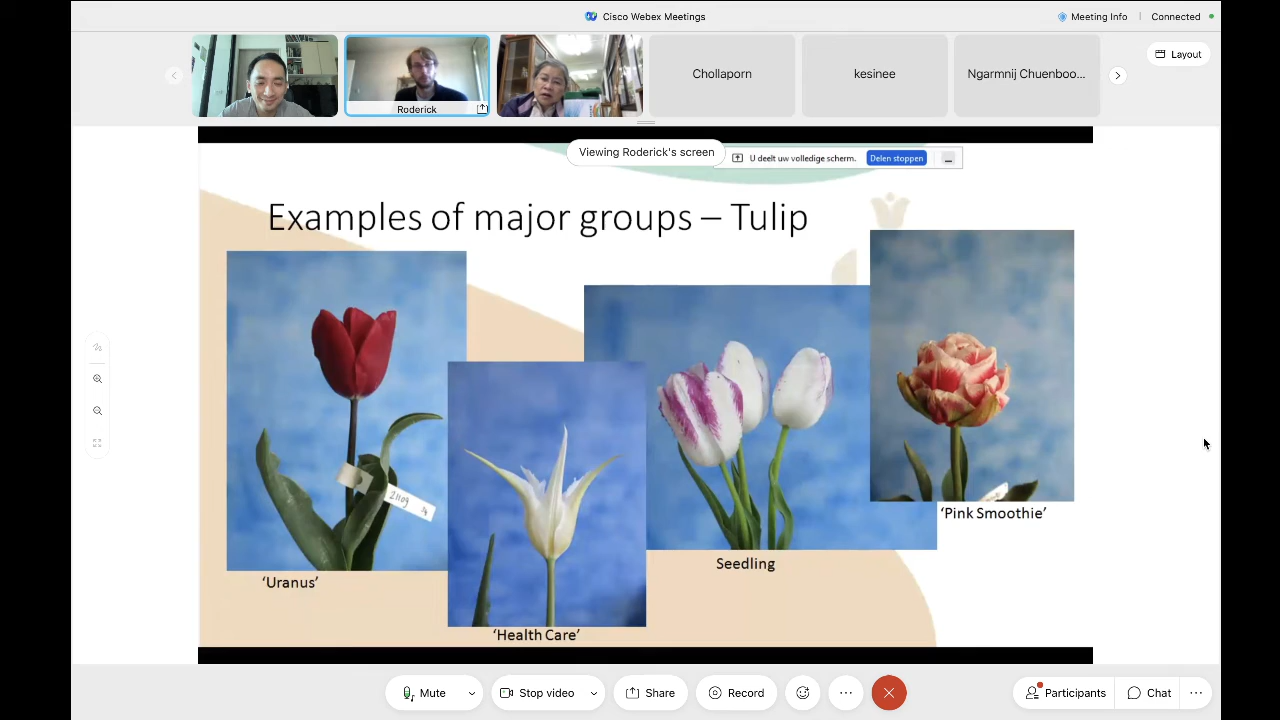 Cisco Webex Meetings
Meeting Info
Connected
Roderick
Chollaporn
kesinee
Ngarmnij Chuenboo...
Layout
Viewing Roderick's screen
U deelt uw volledige scherm.
Delen stoppen
Examples of major groups – Tulip
21109
'Pink Smoothie'
Seedling
'Uranus'
'Health Care'
Mute
Stop video
Share
Record
Participants
Chat